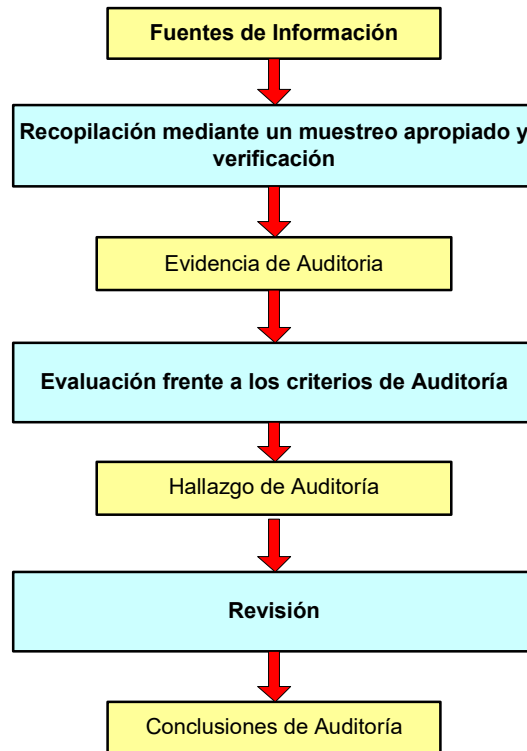 Fuentes de Información
Recopilación mediante un muestreo apropiado y
verificación
Evidencia de Auditoria
Evaluación frente a los criterios de Auditoría
Hallazgo de Auditoría
Revisión
Conclusiones de Auditoría